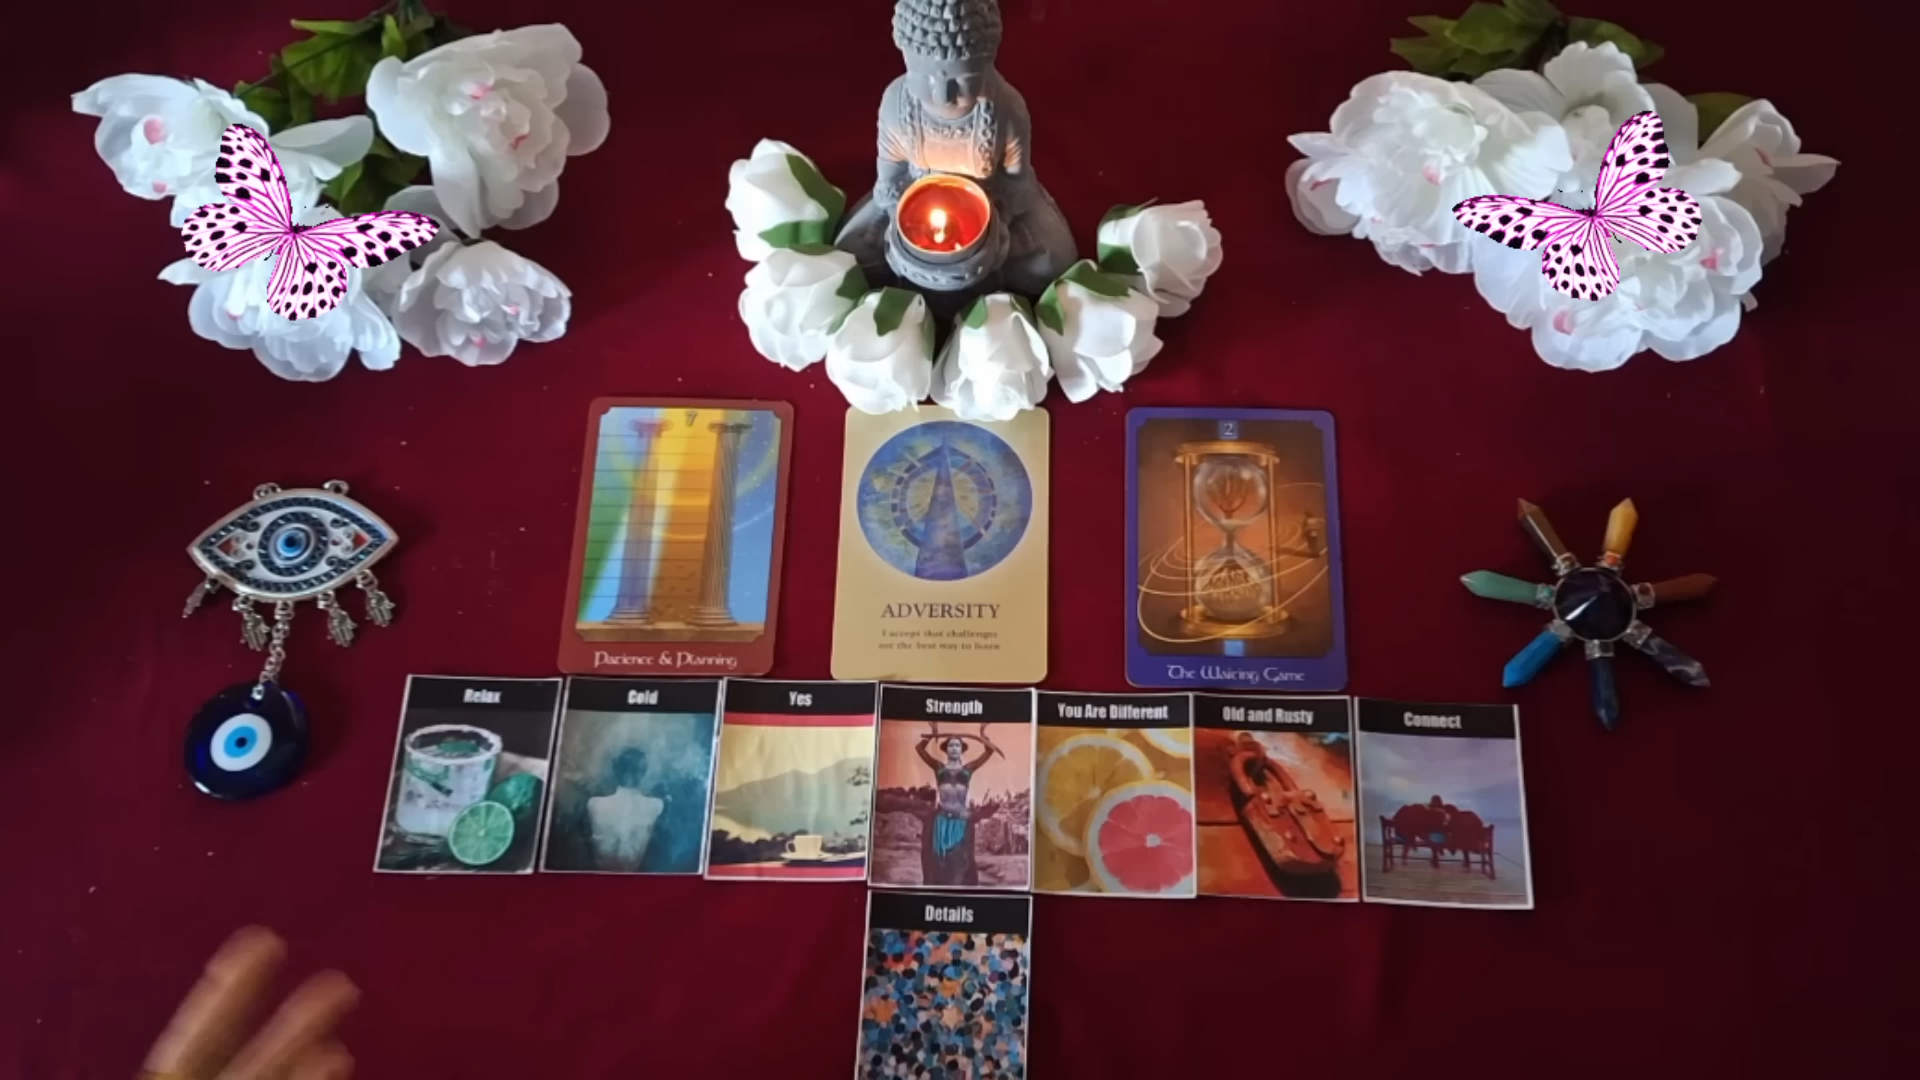 7
Patience & Planning
ADVERSITY
I accept that challenges
are the best way to learn
2
The Waiting Game
Relax
Cold
Yes
Strength
You Are Different
Old and Rusty
Connect
Details